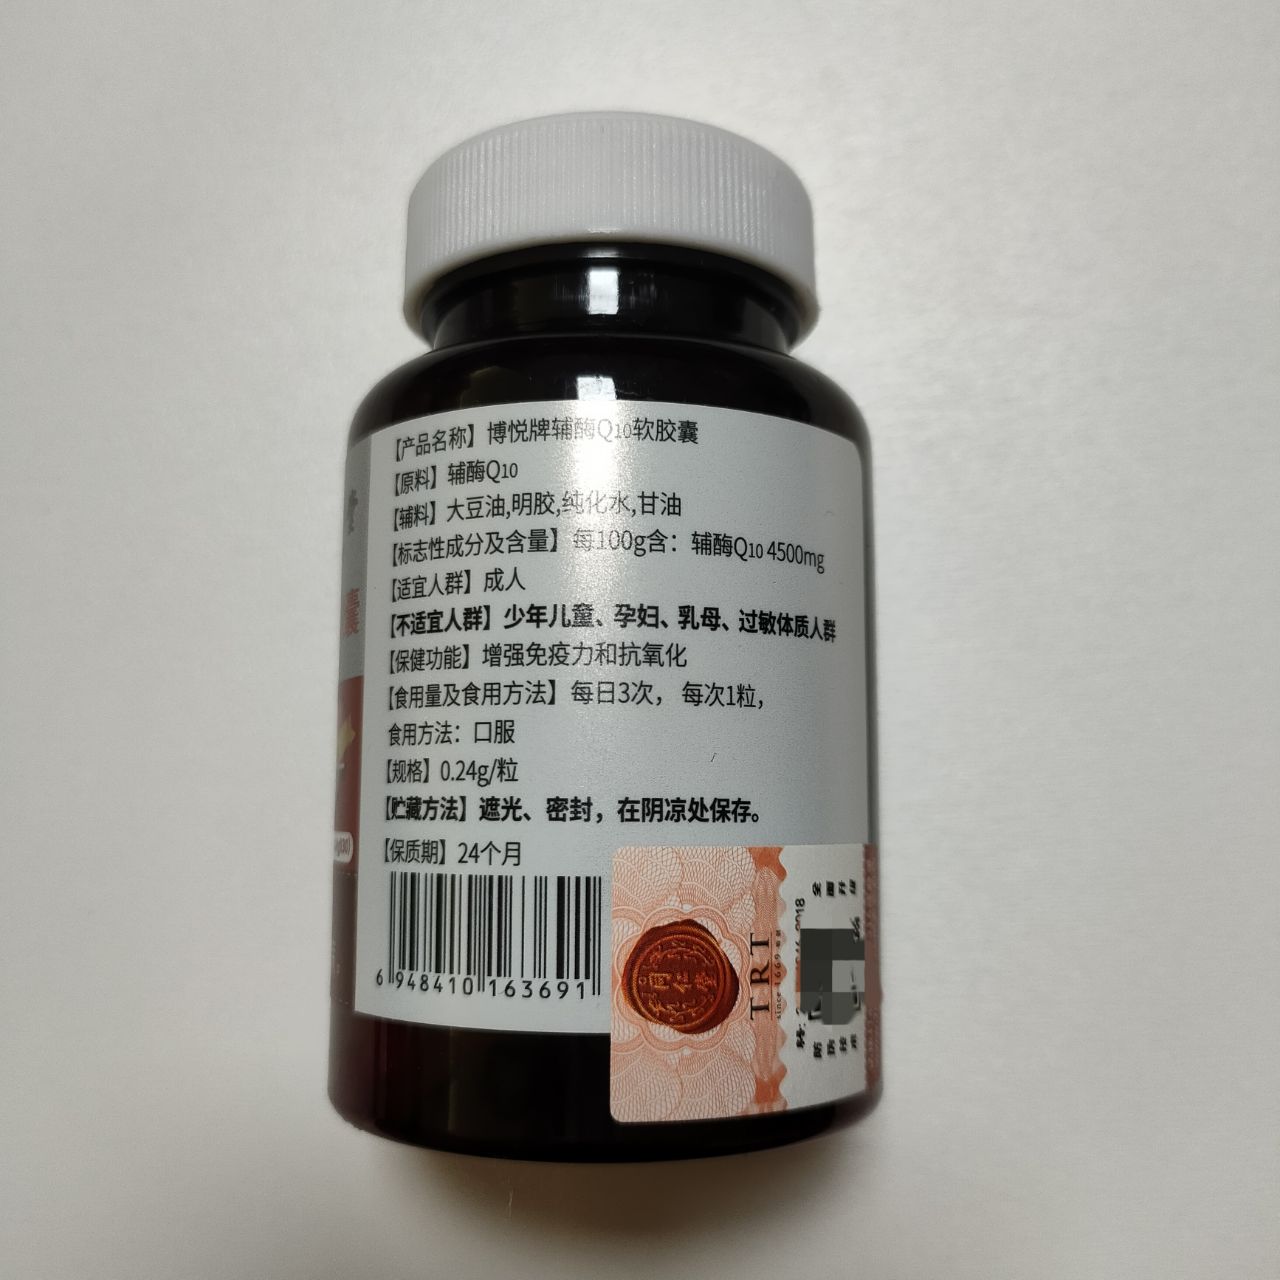 【产品名称】博悦牌辅酶Q10软胶囊
【原料】辅酶Q10
【辅料】大豆油,明胶,纯化水,甘油
【标志性成分及含量】每100g含：辅酶Q10 4500mg
【适宜人群】成人
【不适宜人群】少年儿童、孕妇、乳母、过敏体质人群
【保健功能】增强免疫力和抗氧化
【食用量及食用方法】每日3次，每次1粒，
食用方法：口服
【规格】0.24g/粒
【贮藏方法】遮光、密封，在阴凉处保存。
【保质期】24个月
6 948410 163691
同仁堂
TRT
since 1669
囊